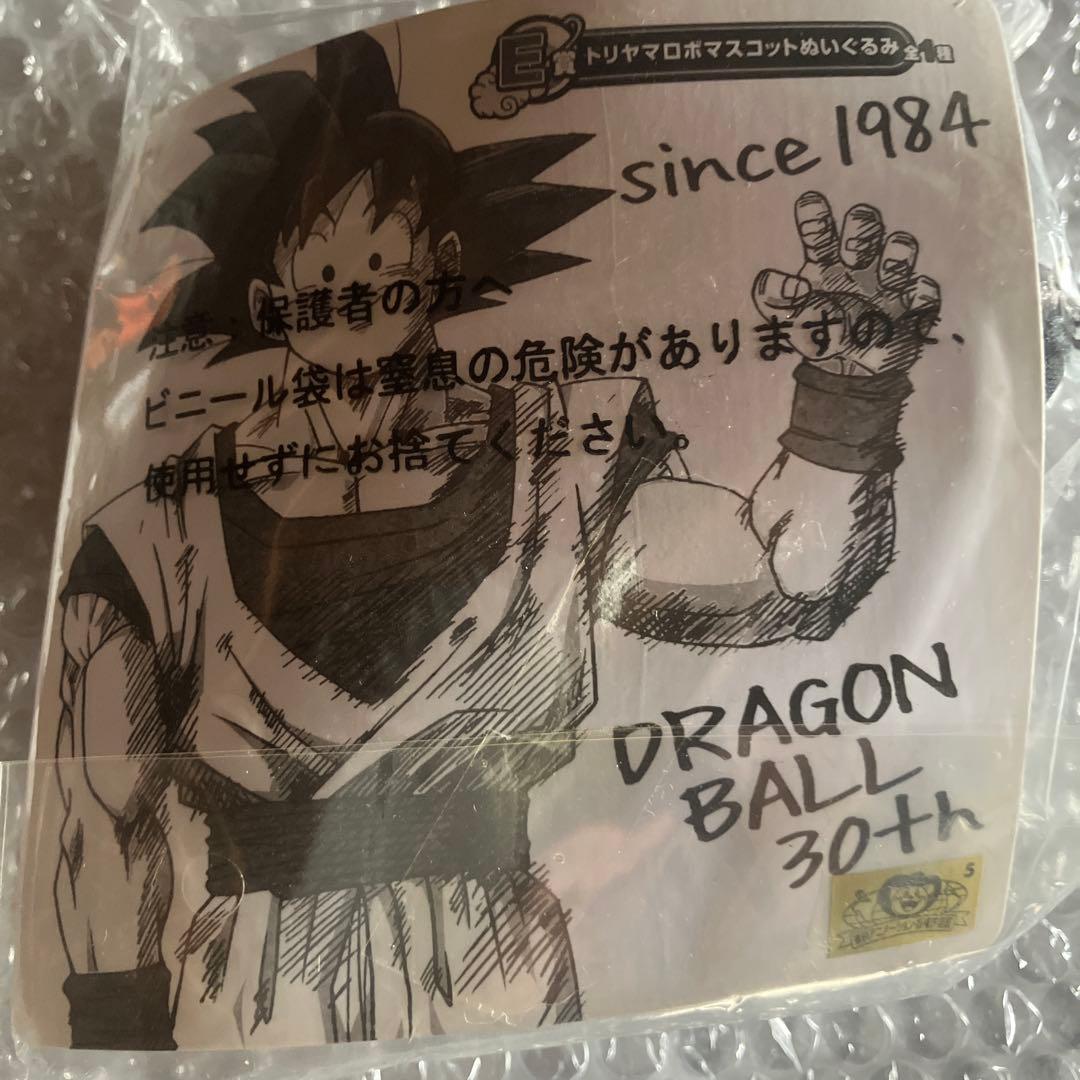 E賞 トリヤマロボマスコットぬいぐるみ 全1種
since 1984
注意：保護者の方へ
ビニール袋は窒息の危険がありますので、
使用せずにお捨てください。
DRAGON
BALL
30th
S